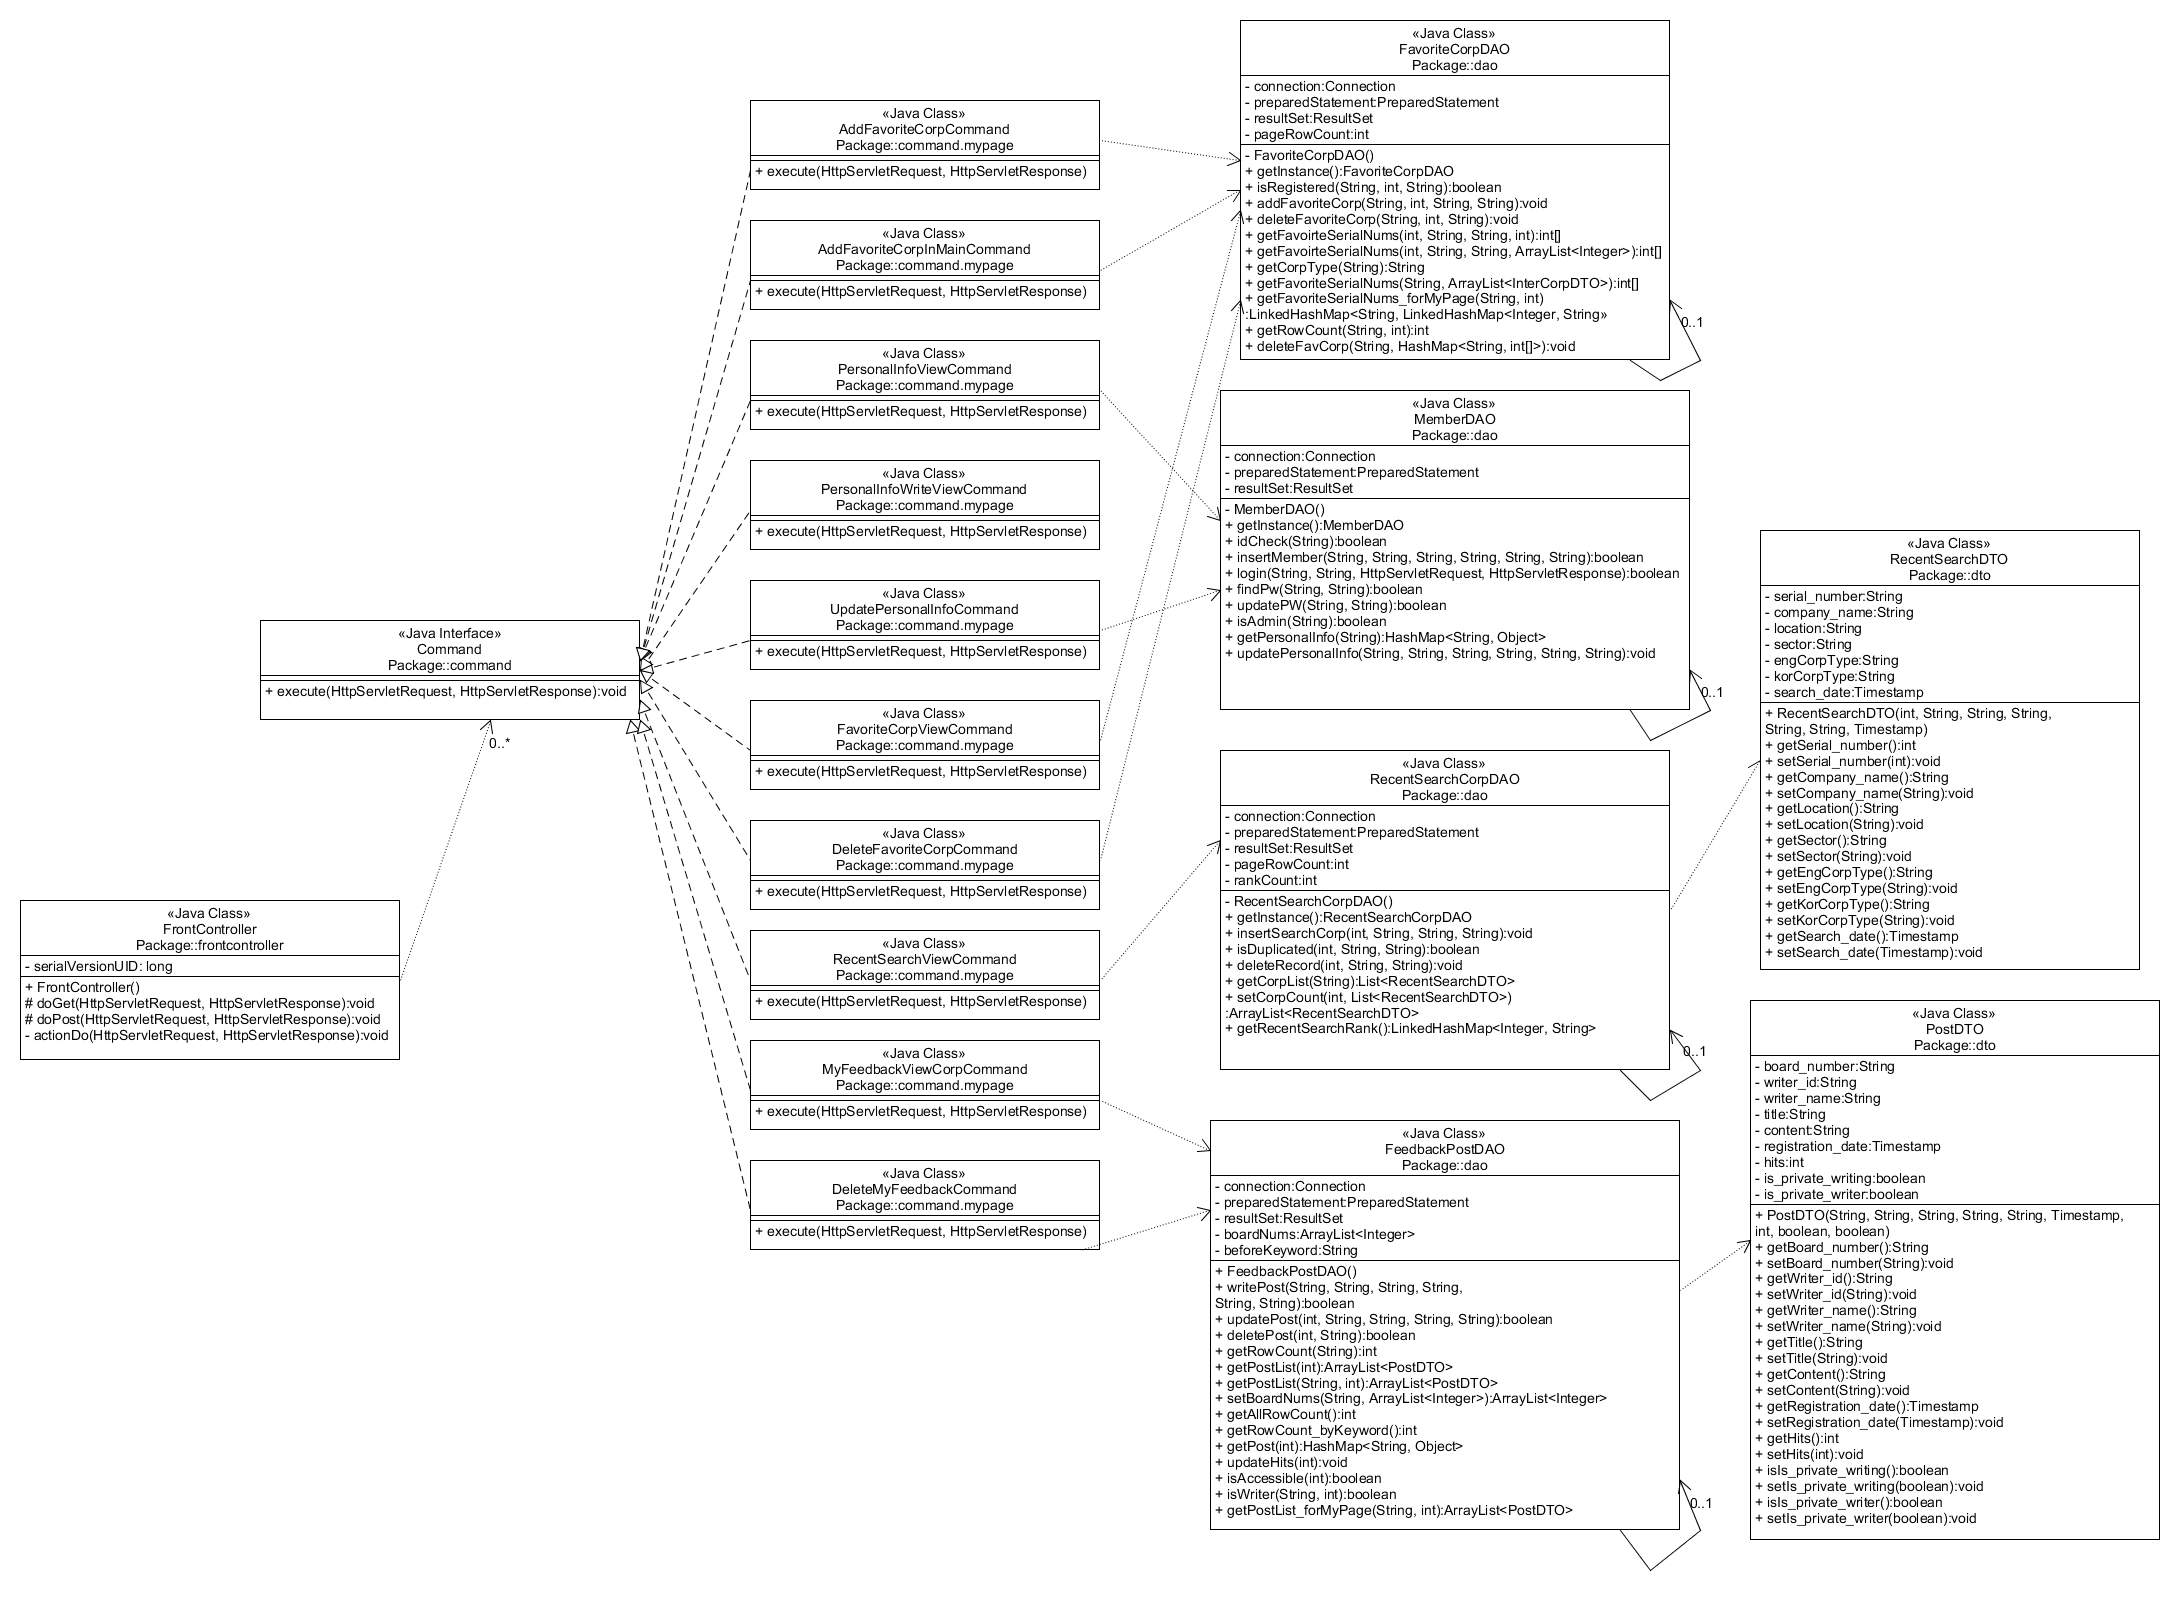 «Java Class»
FavoriteCorpDAO
Package::dao
- connection:Connection
- preparedStatement:PreparedStatement
- resultSet:ResultSet
- pageRowCount:int
- FavoriteCorpDAO()
+ getInstance():FavoriteCorpDAO
+ isRegistered(String, int, String):boolean
+ addFavoriteCorp(String, int, String, String):void
+ deleteFavoriteCorp(String, int, String):void
+ getFavoirteSerialNums(int, String, String, int):int[]
+ getFavoirteSerialNums(int, String, String, ArrayList<Integer>):int[]
+ getCorpType(String):String
+ getFavoriteSerialNums(String, ArrayList<InterCorpDTO>):int[]
+ getFavoriteSerialNums_forMyPage(String, int)
:LinkedHashMap<String, LinkedHashMap<Integer, String»
+ getRowCount(String, int):int
+ deleteFavCorp(String, HashMap<String, int[]>):void
0..1
«Java Class»
AddFavoriteCorpCommand
Package::command.mypage
+ execute(HttpServletRequest, HttpServletResponse)
«Java Class»
AddFavoriteCorpInMainCommand
Package::command.mypage
+ execute(HttpServletRequest, HttpServletResponse)
«Java Class»
PersonalInfoViewCommand
Package::command.mypage
+ execute(HttpServletRequest, HttpServletResponse)
«Java Class»
PersonalInfoWriteViewCommand
Package::command.mypage
+ execute(HttpServletRequest, HttpServletResponse)
«Java Class»
UpdatePersonalInfoCommand
Package::command.mypage
+ execute(HttpServletRequest, HttpServletResponse)
«Java Class»
FavoriteCorpViewCommand
Package::command.mypage
+ execute(HttpServletRequest, HttpServletResponse)
«Java Class»
DeleteFavoriteCorpCommand
Package::command.mypage
+ execute(HttpServletRequest, HttpServletResponse)
«Java Class»
RecentSearchViewCommand
Package::command.mypage
+ execute(HttpServletRequest, HttpServletResponse)
«Java Class»
MyFeedbackViewCorpCommand
Package::command.mypage
+ execute(HttpServletRequest, HttpServletResponse)
«Java Class»
DeleteMyFeedbackCommand
Package::command.mypage
+ execute(HttpServletRequest, HttpServletResponse)
«Java Interface»
Command
Package::command
+ execute(HttpServletRequest, HttpServletResponse):void
0..*
«Java Class»
FrontController
Package::frontcontroller
- serialVersionUID: long
+ FrontController()
# doGet(HttpServletRequest, HttpServletResponse):void
# doPost(HttpServletRequest, HttpServletResponse):void
- actionDo(HttpServletRequest, HttpServletResponse):void
«Java Class»
MemberDAO
Package::dao
- connection:Connection
- preparedStatement:PreparedStatement
- resultSet:ResultSet
- MemberDAO()
+ getInstance():MemberDAO
+ idCheck(String):boolean
+ insertMember(String, String, String, String, String, String):boolean
+ login(String, String, HttpServletRequest, HttpServletResponse):boolean
+ findPw(String, String):boolean
+ updatePW(String, String):boolean
+ isAdmin(String):boolean
+ getPersonalInfo(String):HashMap<String, Object>
+ updatePersonalInfo(String, String, String, String, String, String):void
0..1
«Java Class»
RecentSearchCorpDAO
Package::dao
- connection:Connection
- preparedStatement:PreparedStatement
- resultSet:ResultSet
- pageRowCount:int
- rankCount:int
- RecentSearchCorpDAO()
+ getInstance():RecentSearchCorpDAO
+ insertSearchCorp(int, String, String, String):void
+ isDuplicated(int, String, String):boolean
+ deleteRecord(int, String, String):void
+ getCorpList(String):List<RecentSearchDTO>
+ setCorpCount(int, List<RecentSearchDTO>)
:ArrayList<RecentSearchDTO>
+ getRecentSearchRank():LinkedHashMap<Integer, String>
0..1
«Java Class»
FeedbackPostDAO
Package::dao
- connection:Connection
- preparedStatement:PreparedStatement
- resultSet:ResultSet
- boardNums:ArrayList<Integer>
- beforeKeyword:String
+ FeedbackPostDAO()
+ writePost(String, String, String, String,
String, String):boolean
+ updatePost(int, String, String, String, String):boolean
+ deletePost(int, String):boolean
+ getRowCount(String):int
+ getPostList(int):ArrayList<PostDTO>
+ getPostList(String, int):ArrayList<PostDTO>
+ setBoardNums(String, ArrayList<Integer>):ArrayList<Integer>
+ getAllRowCount():int
+ getRowCount_byKeyword():int
+ getPost(int):HashMap<String, Object>
+ updateHits(int):void
+ isAccessible(int):boolean
+ isWriter(String, int):boolean
+ getPostList_forMyPage(String, int):ArrayList<PostDTO>
0..1
«Java Class»
RecentSearchDTO
Package::dto
- serial_number:String
- company_name:String
- location:String
- sector:String
- engCorpType:String
- korCorpType:String
- search_date:Timestamp
+ RecentSearchDTO(int, String, String, String,
String, String, Timestamp)
+ getSerial_number():int
+ setSerial_number(int):void
+ getCompany_name():String
+ setCompany_name(String):void
+ getLocation():String
+ setLocation(String):void
+ getSector():String
+ setSector(String):void
+ getEngCorpType():String
+ setEngCorpType(String):void
+ getKorCorpType():String
+ setKorCorpType(String):void
+ getSearch_date():Timestamp
+ setSearch_date(Timestamp):void
«Java Class»
PostDTO
Package::dto
- board_number:String
- writer_id:String
- writer_name:String
- title:String
- content:String
- registration_date:Timestamp
- hits:int
- is_private_writing:boolean
- is_private_writer:boolean
+ PostDTO(String, String, String, String, String, Timestamp,
int, boolean, boolean)
+ getBoard_number():String
+ setBoard_number(String):void
+ getWriter_id():String
+ setWriter_id(String):void
+ getWriter_name():String
+ setWriter_name(String):void
+ getTitle():String
+ setTitle(String):void
+ getContent():String
+ setContent(String):void
+ getRegistration_date():Timestamp
+ setRegistration_date(Timestamp):void
+ getHits():int
+ setHits(int):void
+ isIs_private_writing():boolean
+ setIs_private_writing(boolean):void
+ isIs_private_writer():boolean
+ setIs_private_writer(boolean):void